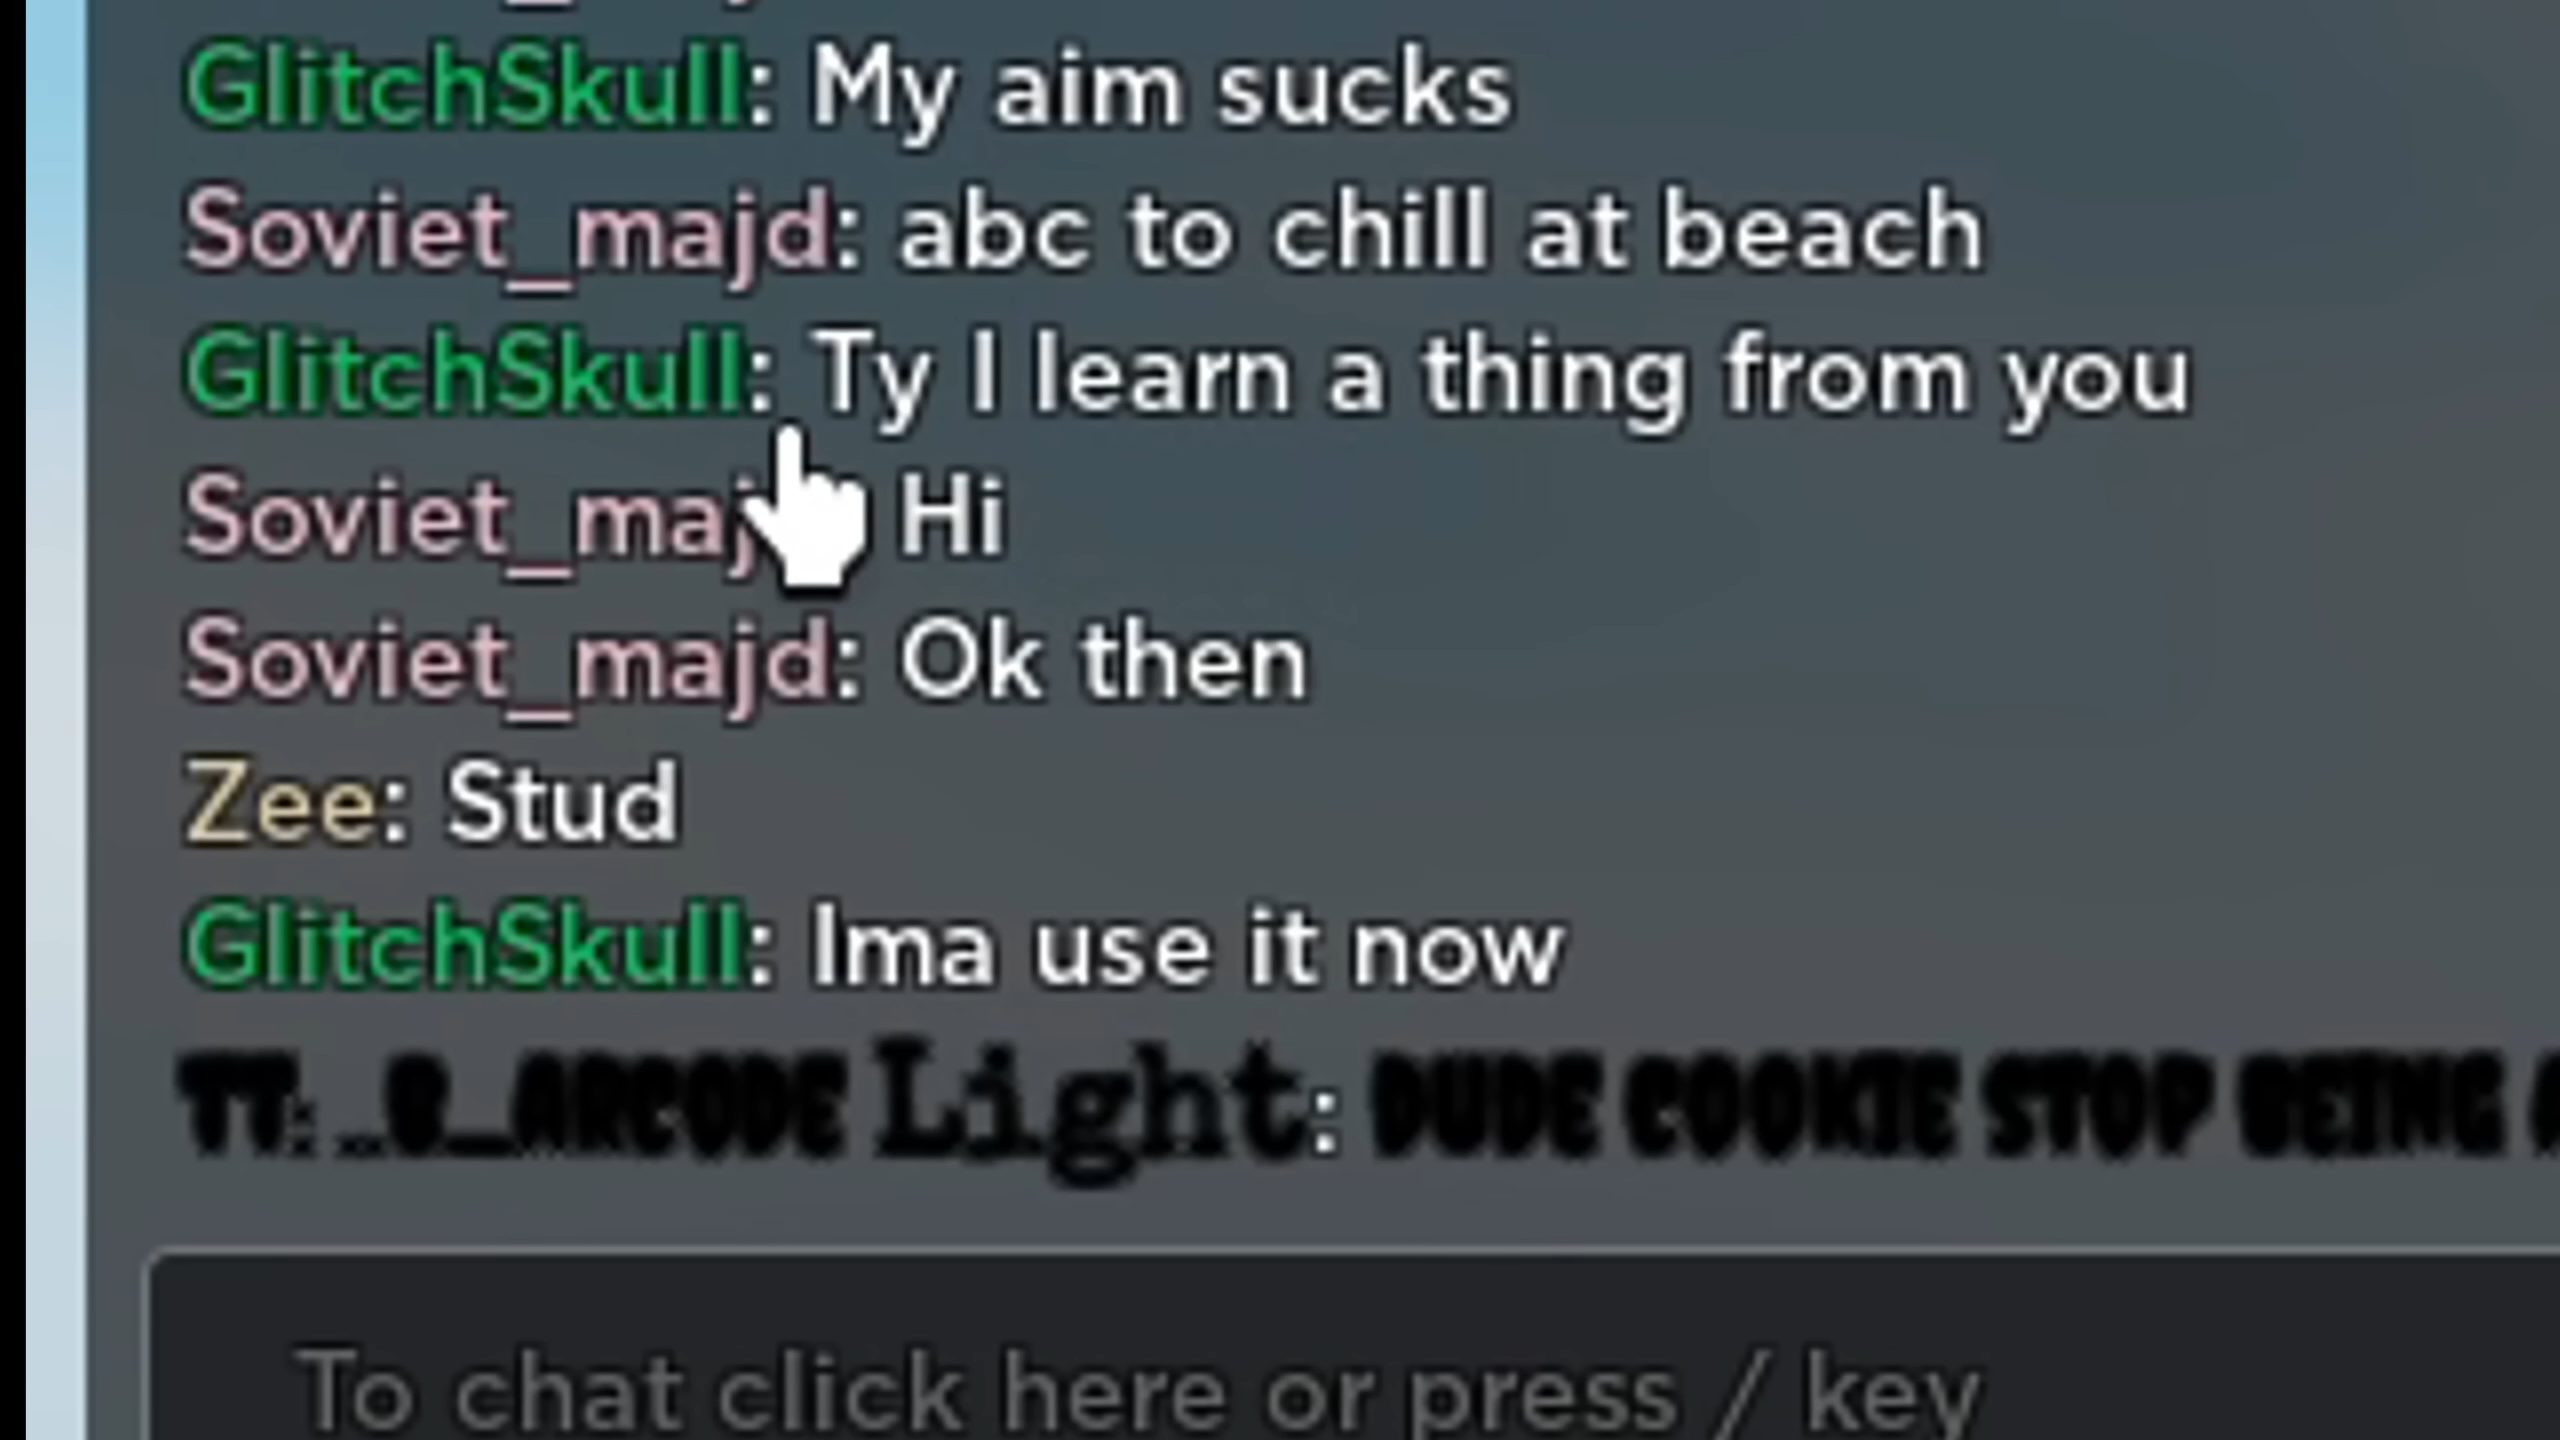 GlitchSkull: My aim sucks
Soviet_majd: abc to chill at beach
GlitchSkull: Ty I learn a thing from you
Soviet_maj Hi
Soviet_majd: Ok then
Zee: Stud
GlitchSkull: Ima use it now
Light: DUDE COOKIE STOP BEING
To chat click here or press / key